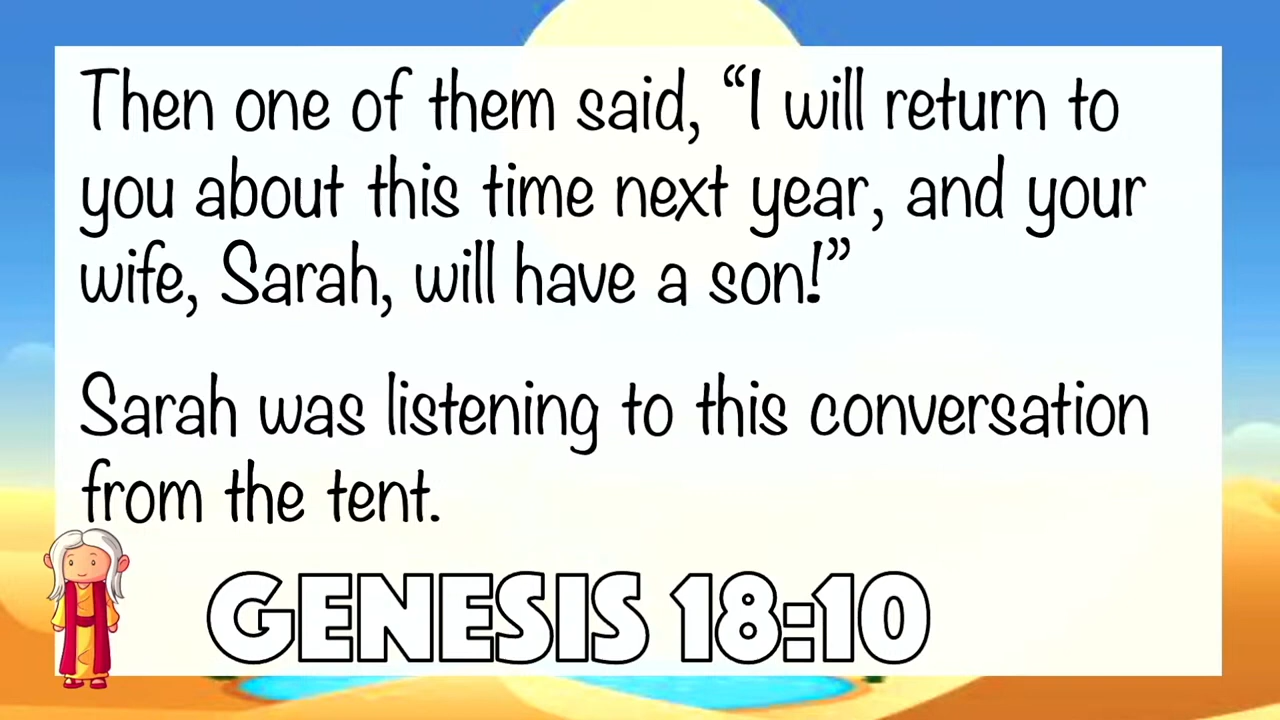 Then one of them said, “I will return to
you about this time next year, and your
wife, Sarah, will have a son!”
Sarah was listening to this conversation
from the tent.
GENESIS 18:10